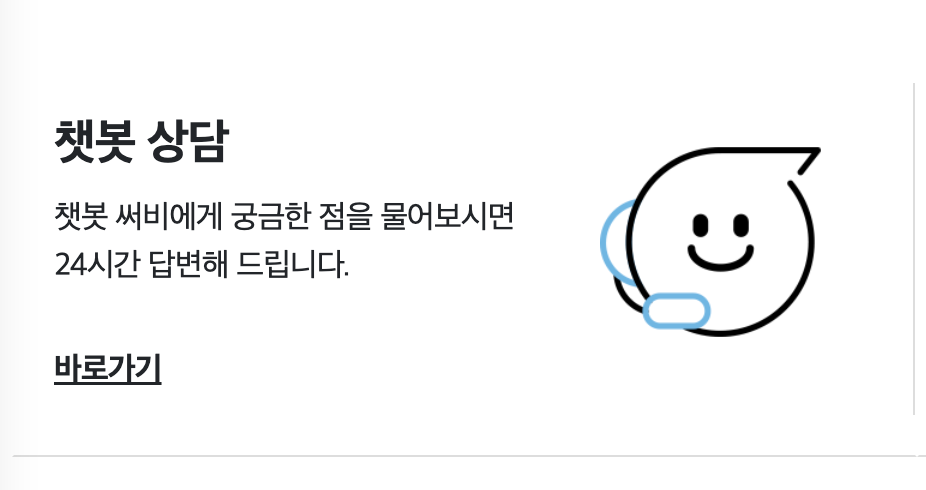 챗봇 상담
챗봇 써비에게 궁금한 점을 물어보시면
24시간 답변해 드립니다.
바로가기